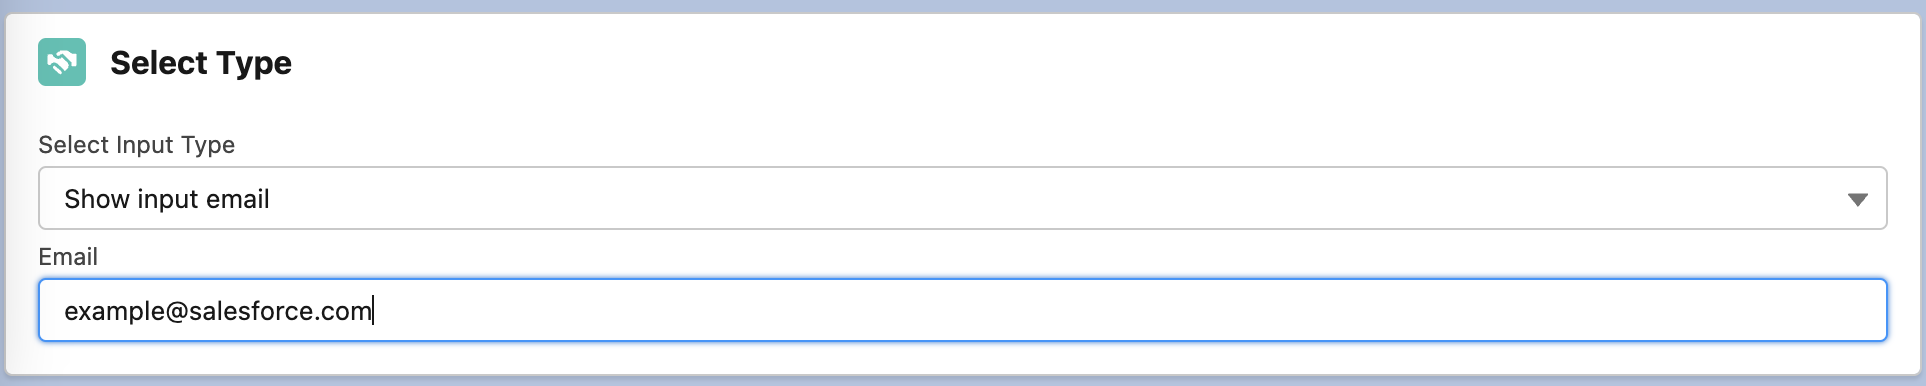 Select Type
Select Input Type
Show input email
Email
example@salesforce.com